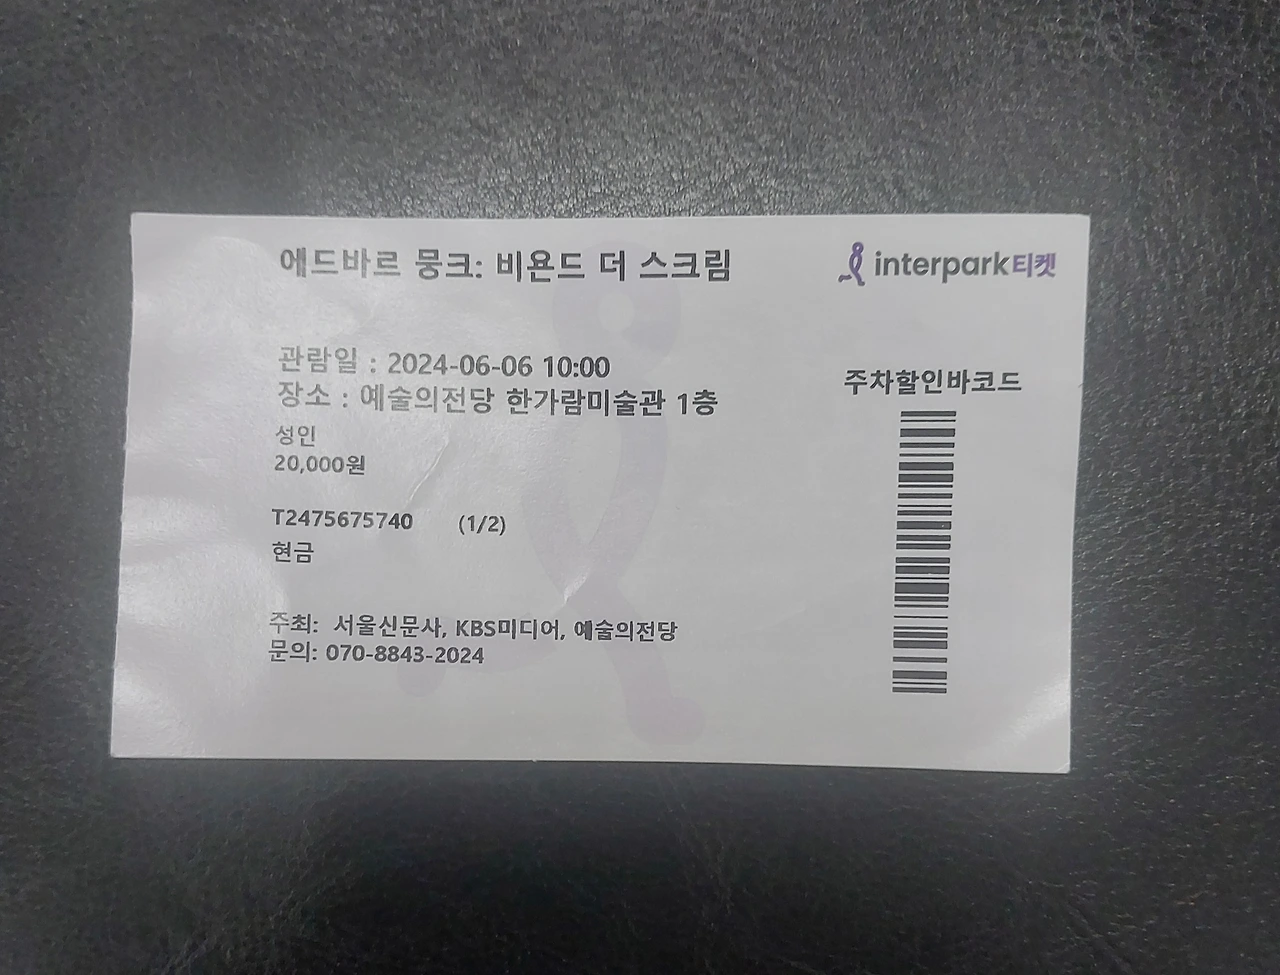 에드바르 뭉크: 비욘드 더 스크림
interpark티켓
관람일 : 2024-06-06 10:00
장소 : 예술의전당 한가람미술관 1층
성인
20,000원
T2475675740 (1/2)
현금
주최: 서울신문사, KBS미디어, 예술의전당
문의: 070-8843-2024
주차할인바코드